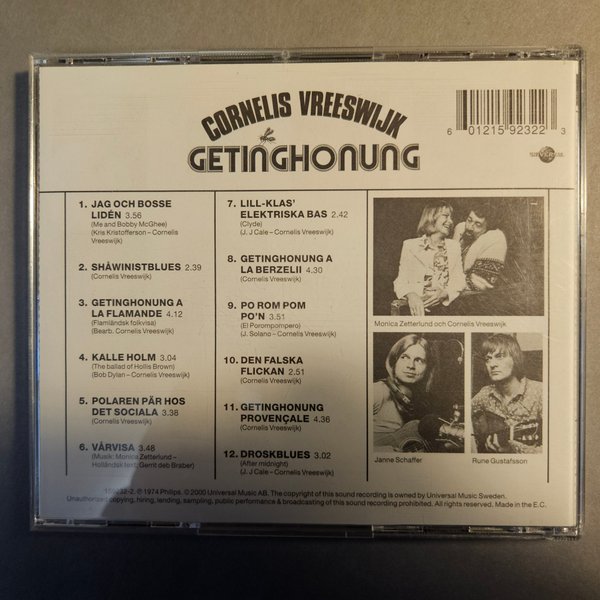 CORNELIS VREESWIJK
GETINGHONUNG
6 01215 92322 3
UNIVERSAL
1. JAG OCH BOSSE
LIDÉN 3.56
(Me and Bobby McGhee)
(Kris Kristofferson – Cornelis
Vreeswijk)
2. SHÅWINISTBLUES 2.39
(Cornelis Vreeswijk)
3. GETINGHONUNG A
LA FLAMANDE 4.12
(Flamländsk folkvisa)
Bearb. Cornelis Vreeswijk)
4. KALLE HOLM 3.04
(The ballad of Hollis Brown)
(Bob Dylan – Cornelis Vreeswijk)
5. POLAREN PÄR HOS
DET SOCIALA 3.38
(Cornelis Vreeswijk)
6. VÅRVISA 3.48
(Musik: Monica Zetterlund –
Holländsk text: Gerrit deb Braber)
7. LILL-KLAS'
ELEKTRISKA BAS 2.42
(Clyde)
(J. J Cale – Cornelis Vreeswijk)
8. GETINGHONUNG A
LA BERZELII 4.30
(Cornelis Vreeswijk)
9. PO ROM POM
PO'N 3.51
(El Porompompero)
(J. Solano – Cornelis Vreeswijk)
10. DEN FALSKA
FLICKAN 2.51
(Cornelis Vreeswijk)
11. GETINGHONUNG
PROVENÇALE 4.36
(Cornelis Vreeswijk)
12. DROSKBLUES 3.02
(After midnight)
(J. J Cale – Cornelis Vreeswijk)
Monica Zetterlund och Cornelis Vreeswijk
Janne Schaffer
Rune Gustafsson
232-2. ℗ 1974 Philips. © 2000 Universal Music AB. The copyright of this sound recording is owned by Universal Music Sweden.
Unauthorized copying, hiring, lending, sampling, public performance & broadcasting of this sound recording prohibited. All rights reserved. Made in the E.C.